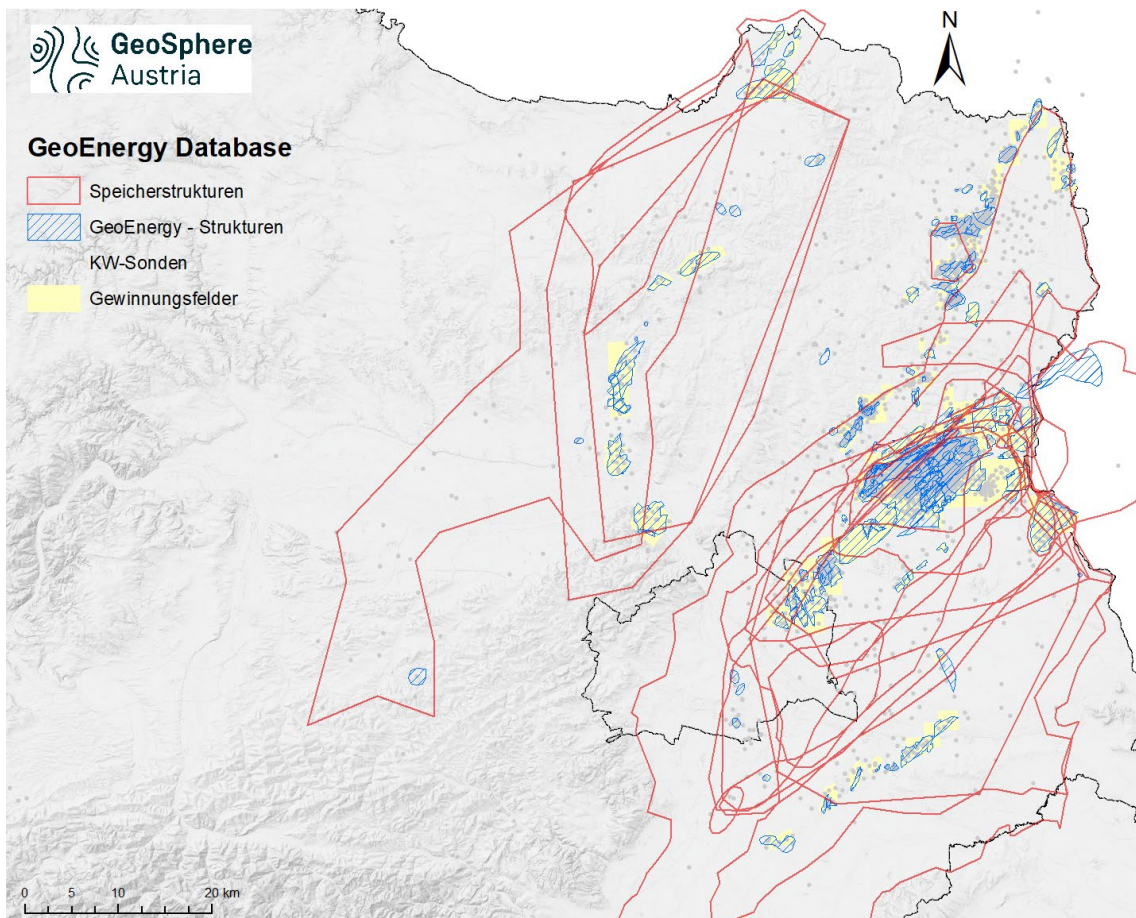 GeoSphere
Austria
N
GeoEnergy Database
Speicherstrukturen
GeoEnergy - Strukturen
KW-Sonden
Gewinnungsfelder
0 5 10 20 km